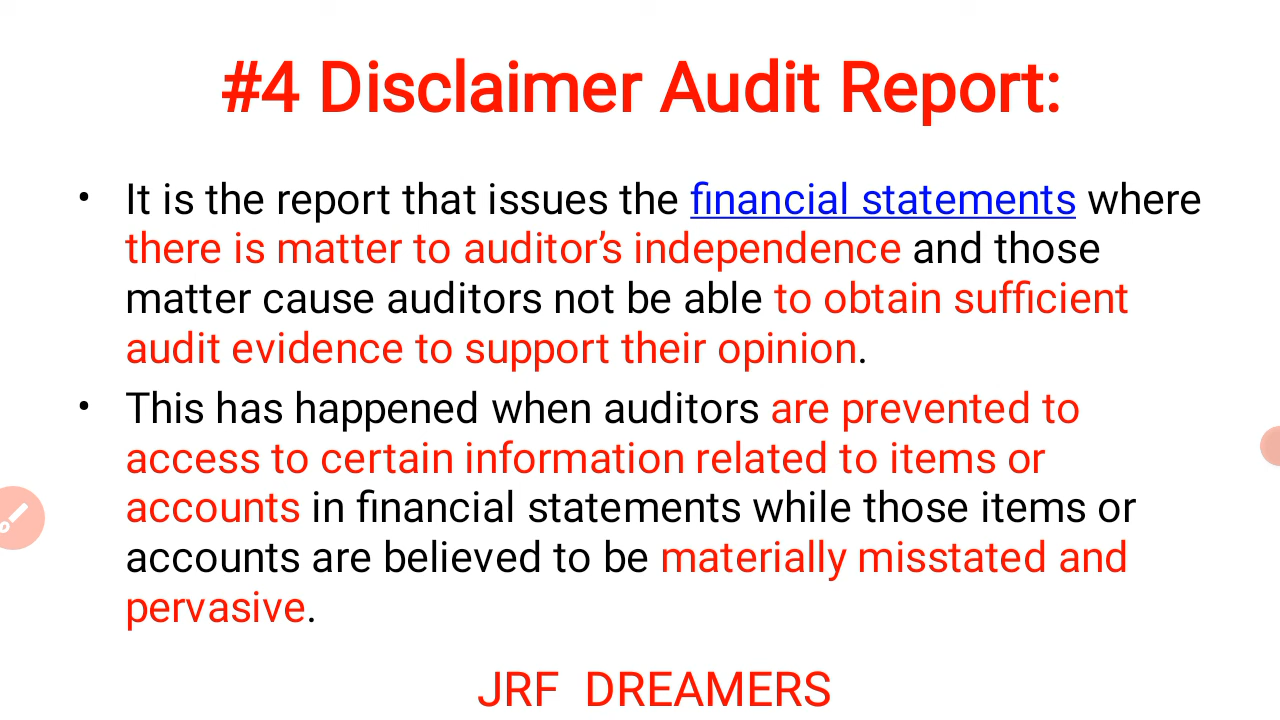 #4 Disclaimer Audit Report:
• It is the report that issues the financial statements where
there is matter to auditor’s independence and those
matter cause auditors not be able to obtain sufficient
audit evidence to support their opinion.
• This has happened when auditors are prevented to
access to certain information related to items or
accounts in financial statements while those items or
accounts are believed to be materially misstated and
pervasive.
JRF DREAMERS